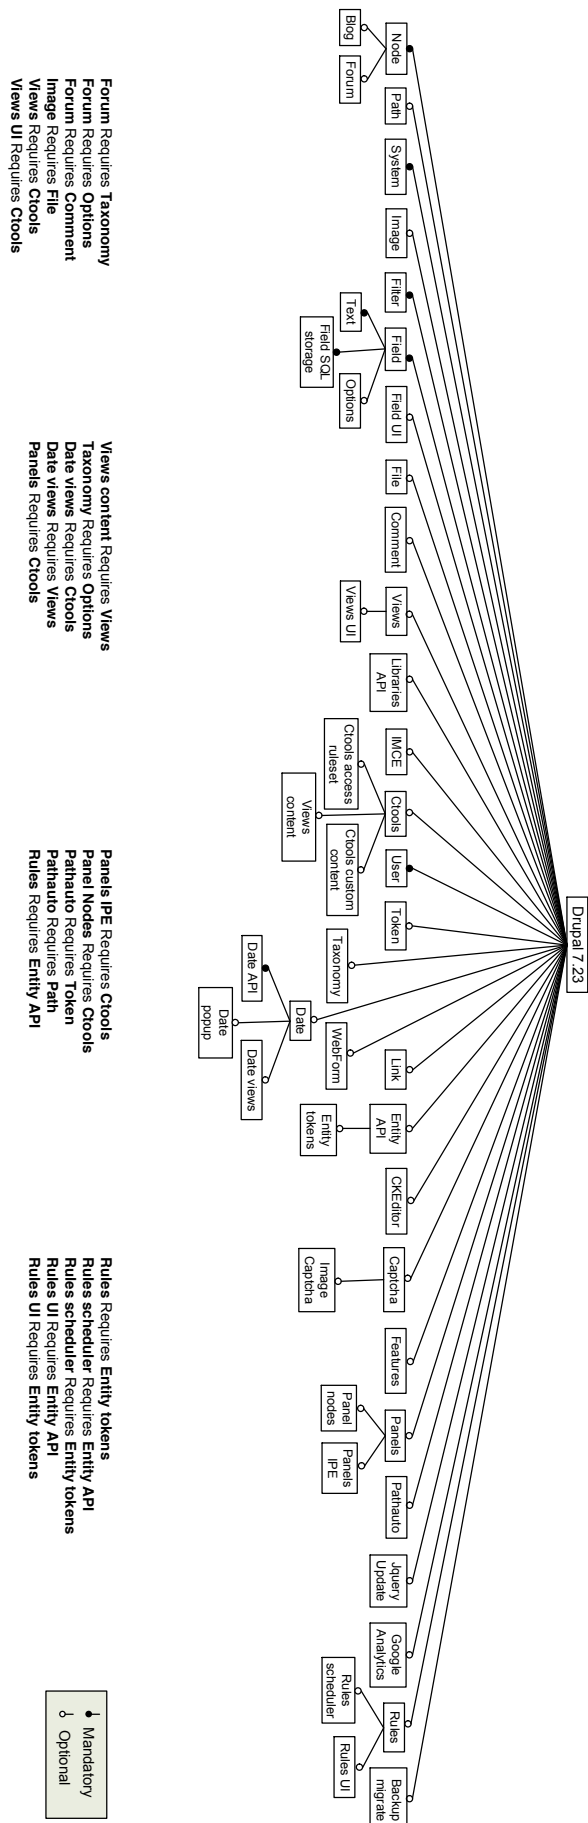 Drupal 7.23
Node
Blog
Forum
Path
System
Image
Filter
Field
Text
Field SQL
storage
Options
Field UI
File
Comment
Views
Views UI
Libraries
API
IMCE
Ctools
Ctools access
ruleset
Views
content
Ctools custom
content
User
Token
Taxonomy
Date
Date API
Date
popup
Date views
WebForm
Link
Entity
API
Entity
tokens
CKEditor
Captcha
Image
Captcha
Features
Panels
Panel
nodes
Panels
IPE
Pathauto
Jquery
Update
Google
Analytics
Rules
Rules
scheduler
Rules UI
Backup
migrate
Forum Requires Taxonomy
Forum Requires Options
Forum Requires Comment
Image Requires File
Views Requires Ctools
Views UI Requires Ctools
Views content Requires Views
Taxonomy Requires Options
Date views Requires Ctools
Date views Requires Views
Panels Requires Ctools
Panels IPE Requires Ctools
Panel Nodes Requires Ctools
Pathauto Requires Token
Pathauto Requires Path
Rules Requires Entity API
Rules Requires Entity tokens
Rules scheduler Requires Entity API
Rules scheduler Requires Entity tokens
Rules UI Requires Entity API
Rules UI Requires Entity tokens
Mandatory
Optional